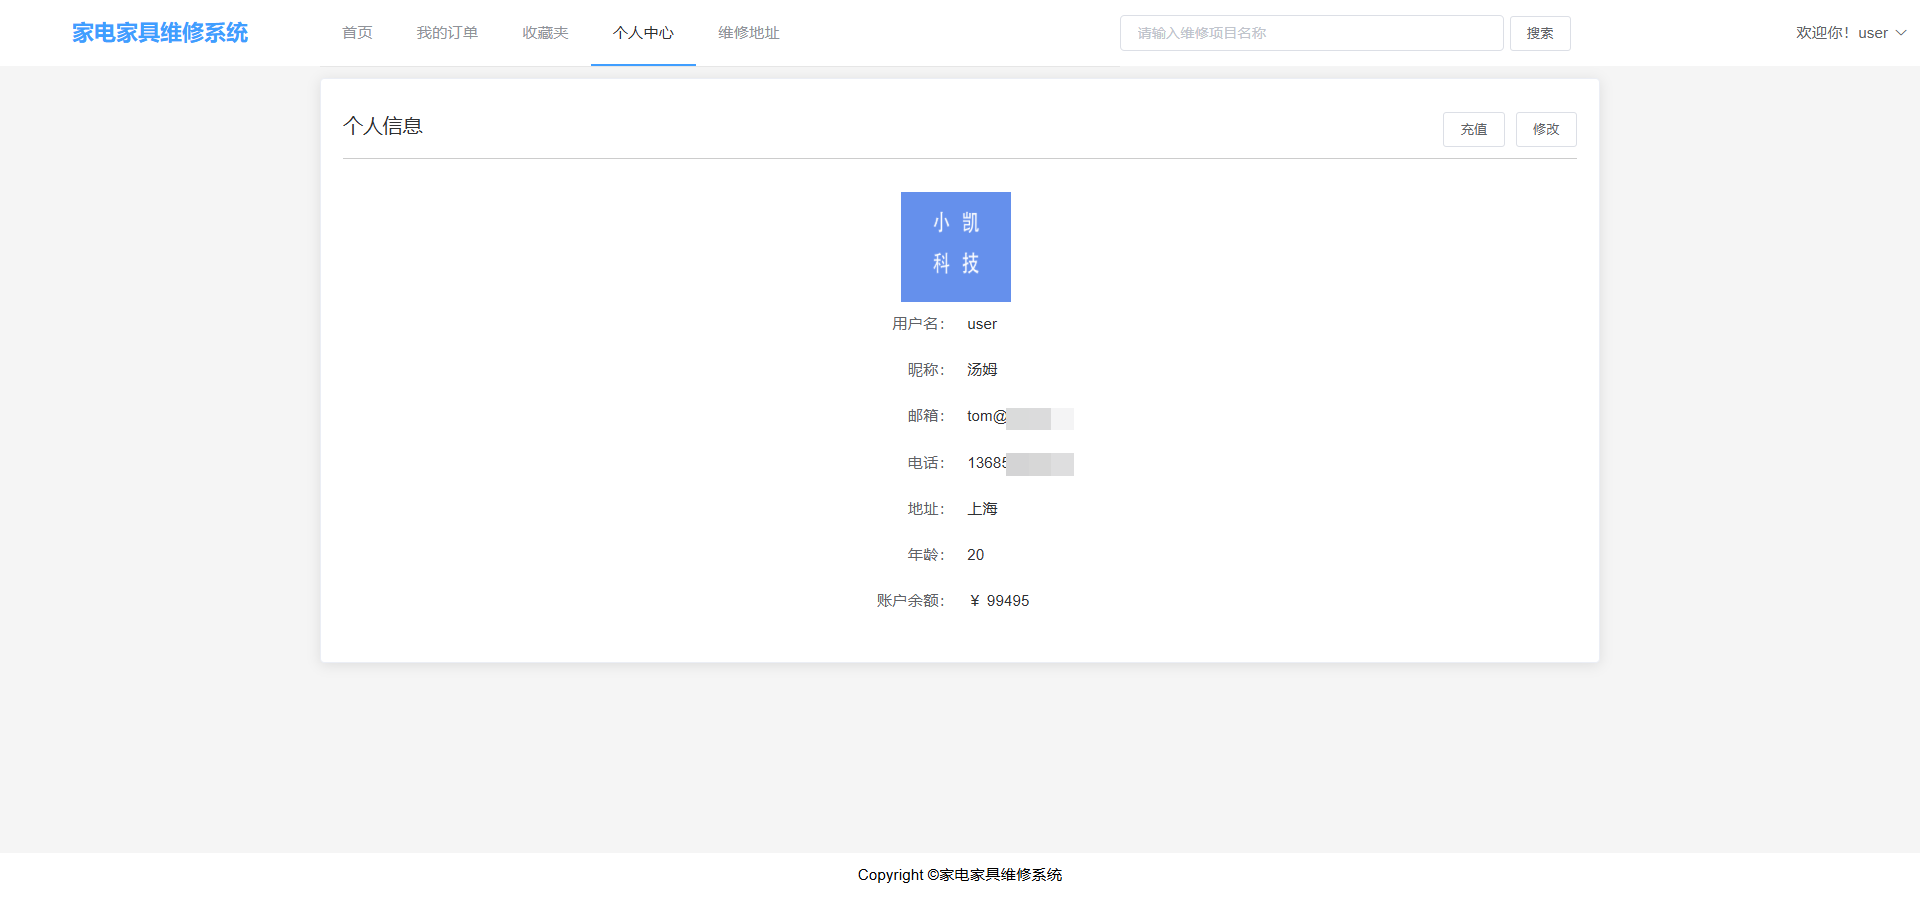 家电家具维修系统 首页 我的订单 收藏夹 个人中心 维修地址 请输入维修项目名称 搜索 欢迎你！user
个人信息 充值 修改
小 凯
科 技
用户名： user
昵称： 汤姆
邮箱： tom@
电话： 13685
地址： 上海
年龄： 20
账户余额： ¥ 99495
Copyright ©家电家具维修系统